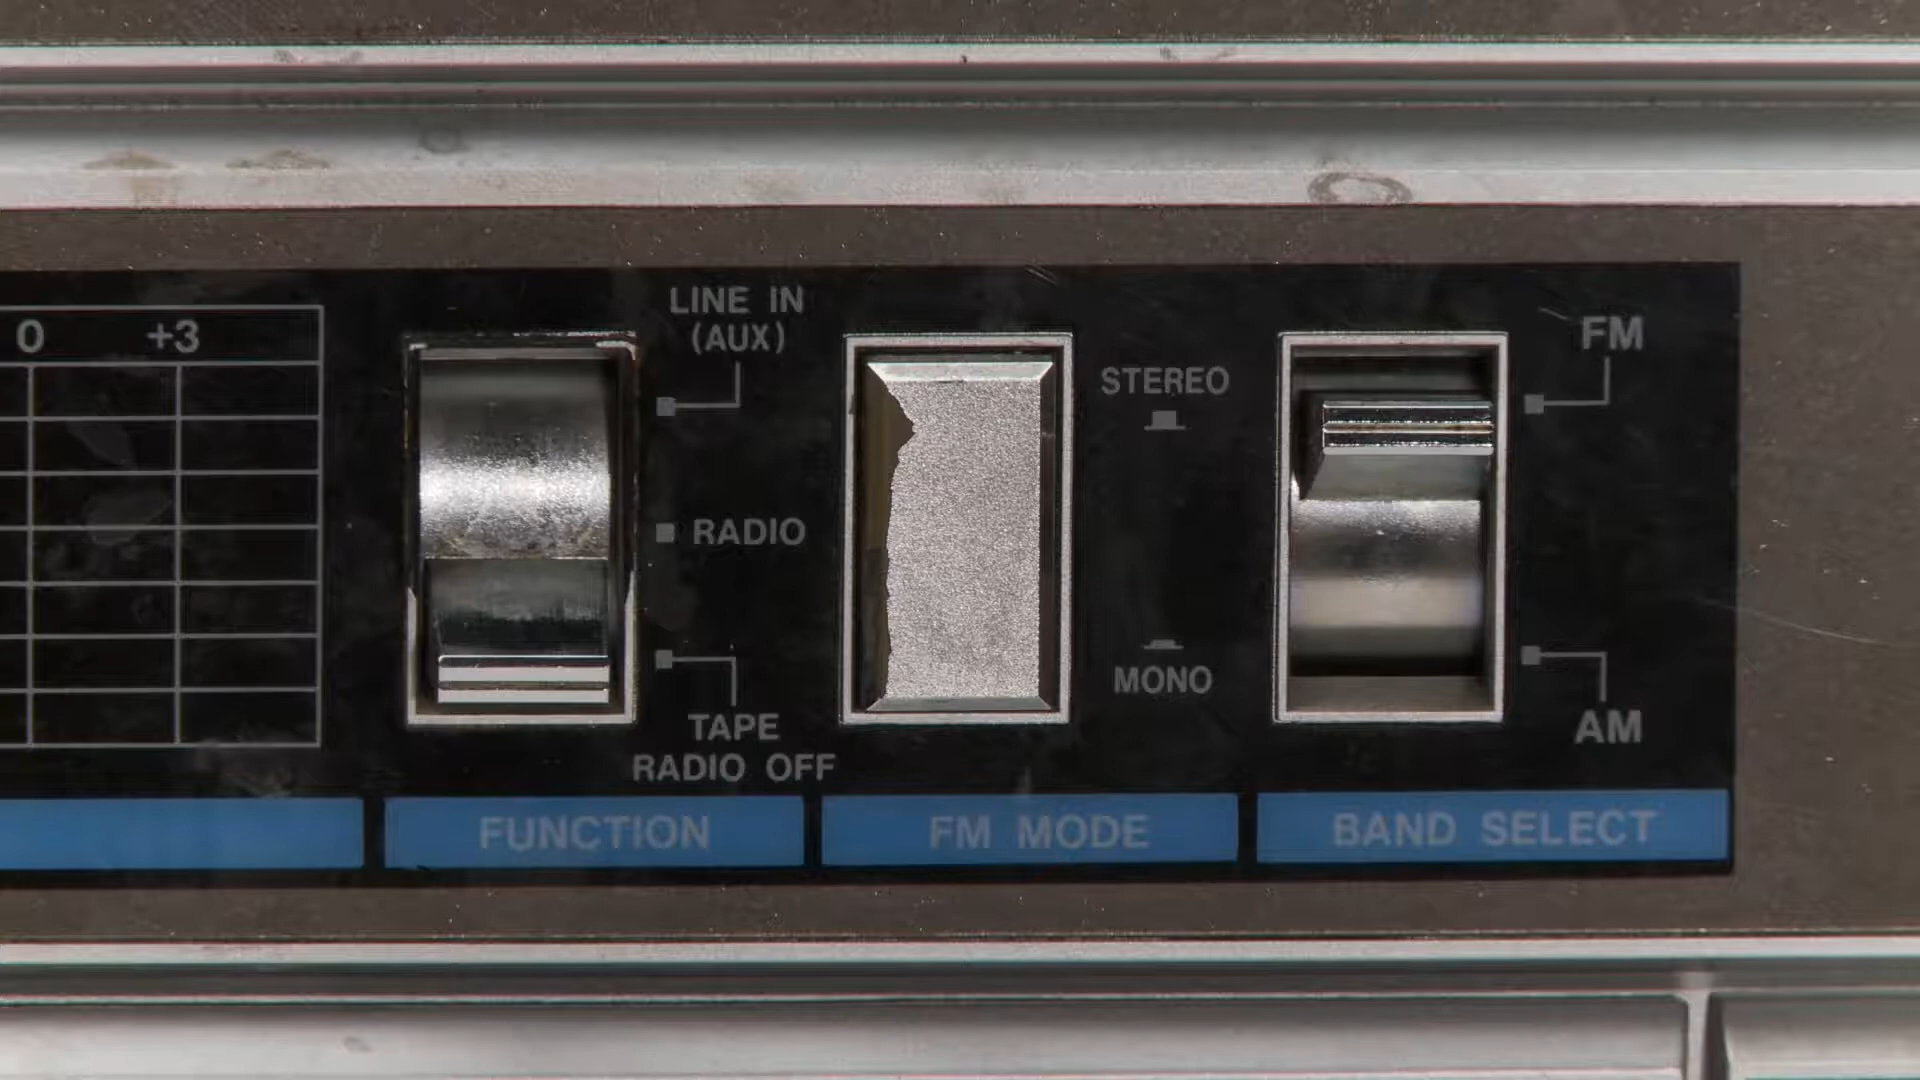 0 +3
LINE IN
(AUX)
RADIO
TAPE
RADIO OFF
STEREO
MONO
FM
AM
FUNCTION
FM MODE
BAND SELECT